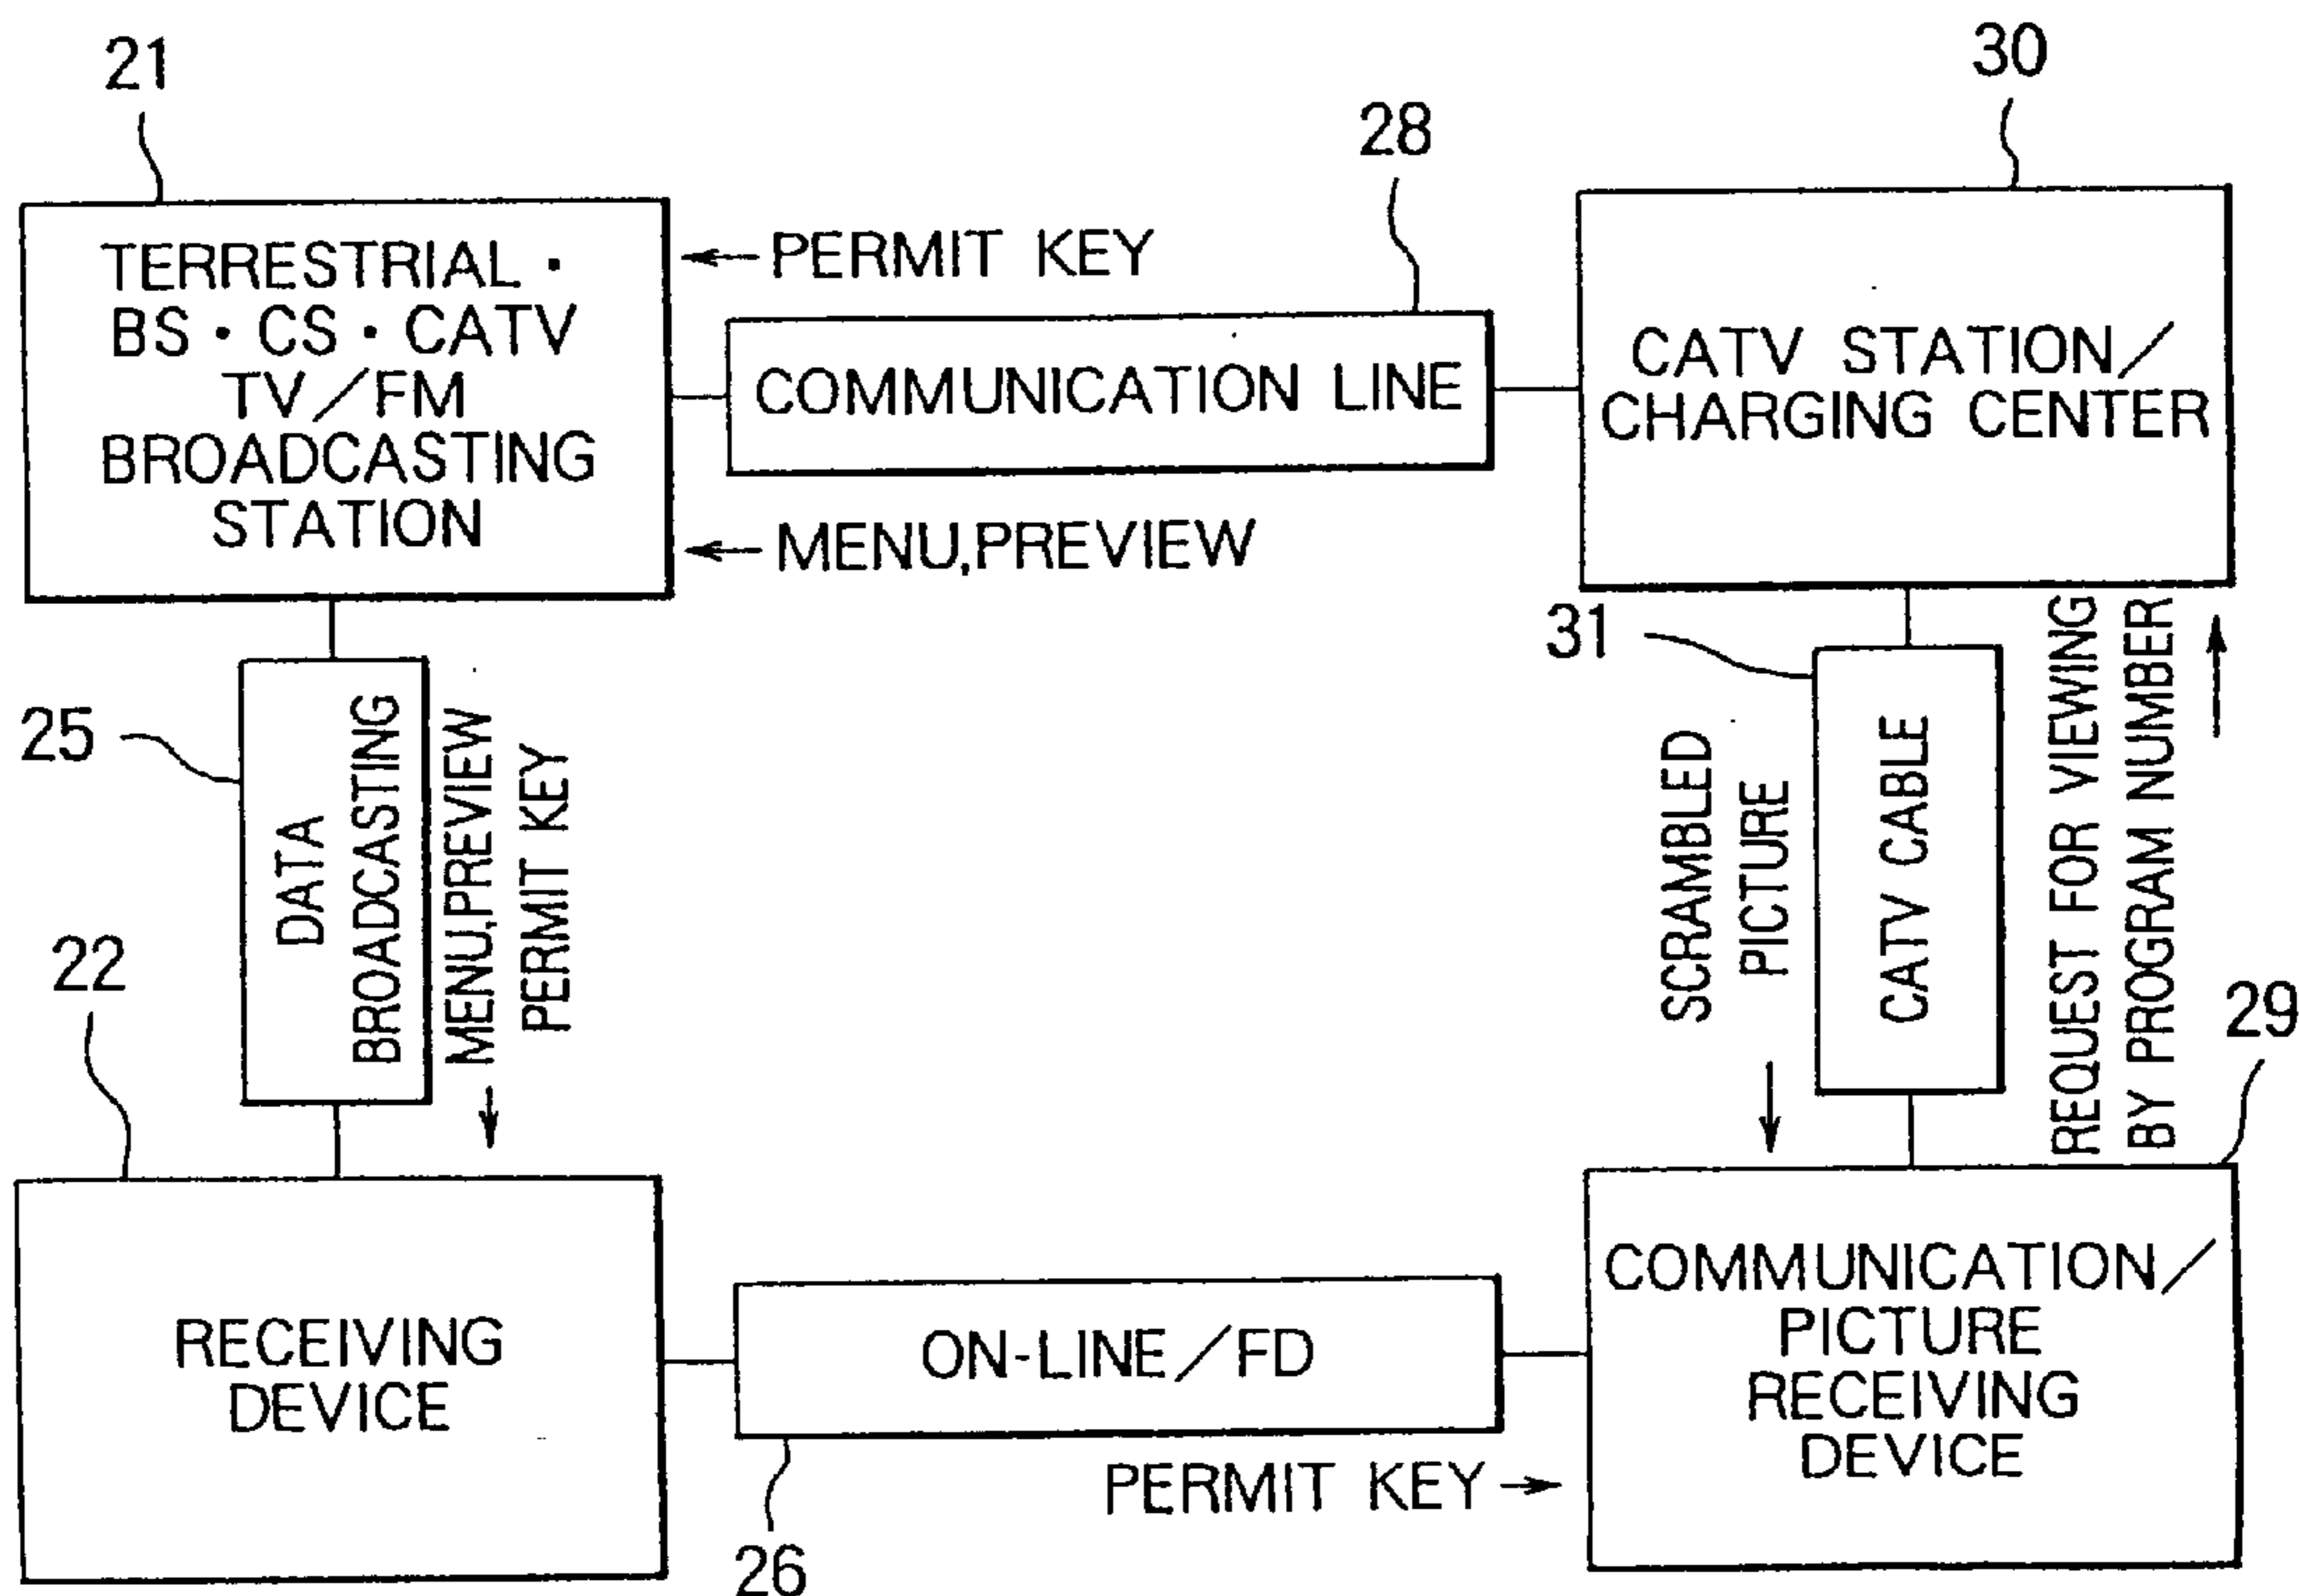 21
30
28
TERRESTRIAL・
BS・CS・CATV
TV/FM
BROADCASTING
STATION
PERMIT KEY
COMMUNICATION LINE
MENU,PREVIEW
CATV STATION/
CHARGING CENTER
25
DATA
BROADCASTING
MENU,PREVIEW
PERMIT KEY
31
SCRAMBLED
PICTURE
CATV CABLE
REQUEST FOR VIEWING
BY PROGRAM NUMBER
22
29
RECEIVING
DEVICE
ON-LINE/FD
26
PERMIT KEY
COMMUNICATION/
PICTURE
RECEIVING
DEVICE